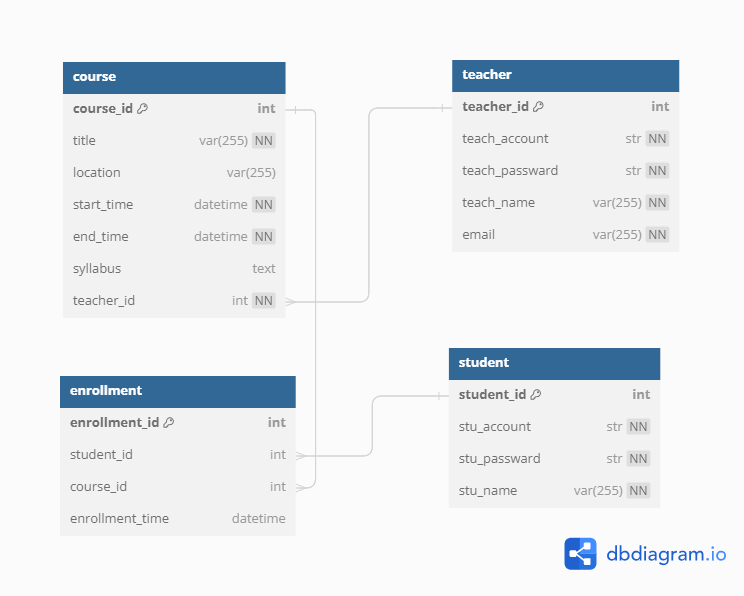 course
course_id int
title var(255) NN
location var(255)
start_time datetime NN
end_time datetime NN
syllabus text
teacher_id int NN
teacher
teacher_id int
teach_account str NN
teach_passward str NN
teach_name var(255) NN
email var(255) NN
enrollment
enrollment_id int
student_id int
course_id int
enrollment_time datetime
student
student_id int
stu_account str NN
stu_passward str NN
stu_name var(255) NN
dbdiagram.io